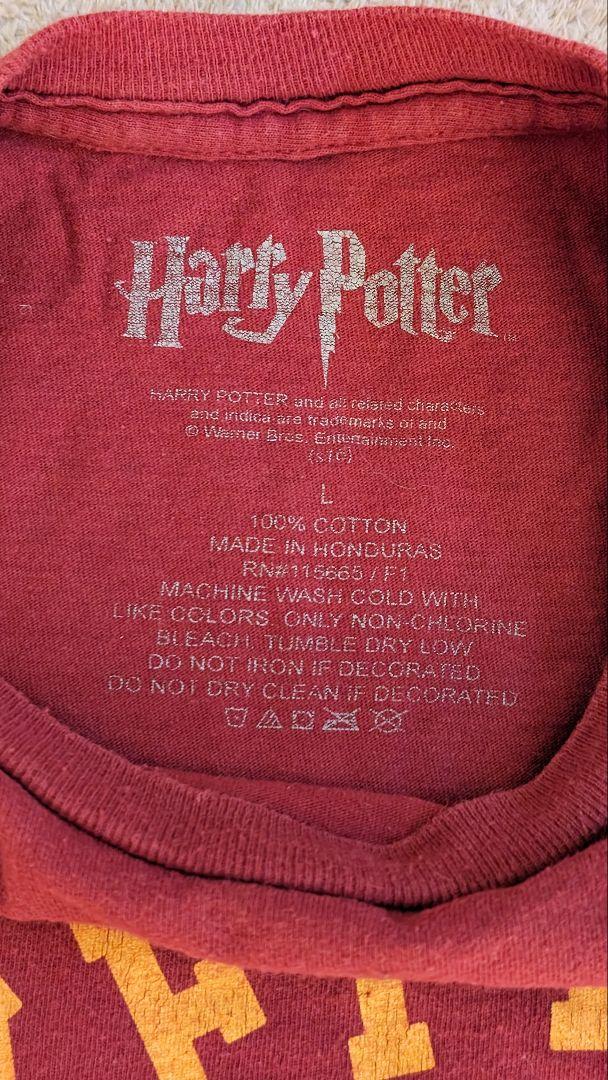 Harry Potter ™
HARRY POTTER and all related characters
and indicia are trademarks of and
© Warner Bros. Entertainment Inc.
(s16)
L
100% COTTON
MADE IN HONDURAS
RN#115665 / F1
MACHINE WASH COLD WITH
LIKE COLORS. ONLY NON-CHLORINE
BLEACH. TUMBLE DRY LOW
DO NOT IRON IF DECORATED
DO NOT DRY CLEAN IF DECORATED